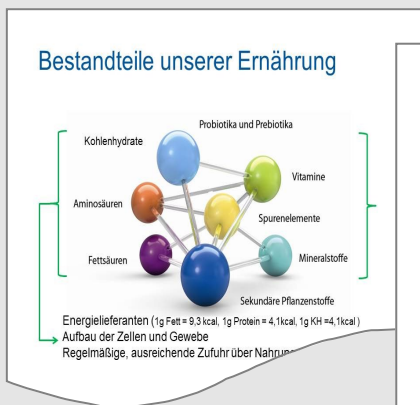 Bestandteile unserer Ernährung
Probiotika und Prebiotika
Kohlenhydrate
Vitamine
Aminosäuren
Spurenelemente
Fettsäuren
Mineralstoffe
Sekundäre Pflanzenstoffe
Energielieferanten (1g Fett = 9,3 kcal, 1g Protein = 4,1kcal, 1g KH =4,1kcal )
Aufbau der Zellen und Gewebe
Regelmäßige, ausreichende Zufuhr über